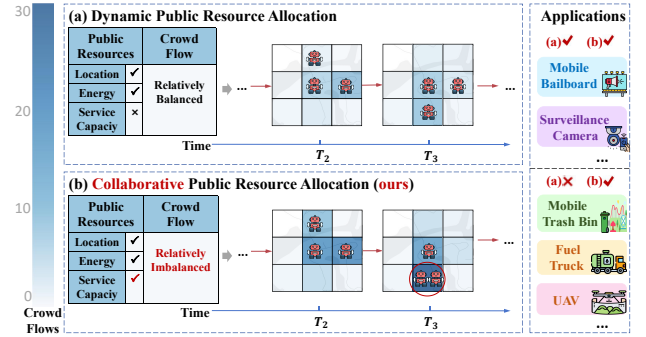 30
20
10
0
Crowd
Flows
(a) Dynamic Public Resource Allocation
Public
Resources
Crowd
Flow
Location ✔
Energy ✔
Service
Capaciy ×
Relatively
Balanced
...
...
Time
T₂
T₃
(b) Collaborative Public Resource Allocation (ours)
Public
Resources
Crowd
Flow
Location ✔
Energy ✔
Service
Capaciy ✓
Relatively
Imbalanced
...
...
Time
T₂
T₃
Applications
(a)✔ (b)✔
Mobile
Bailboard
Surveillance
Camera
...
(a)✖ (b)✔
Mobile
Trash Bin
Fuel
Truck
UAV
...